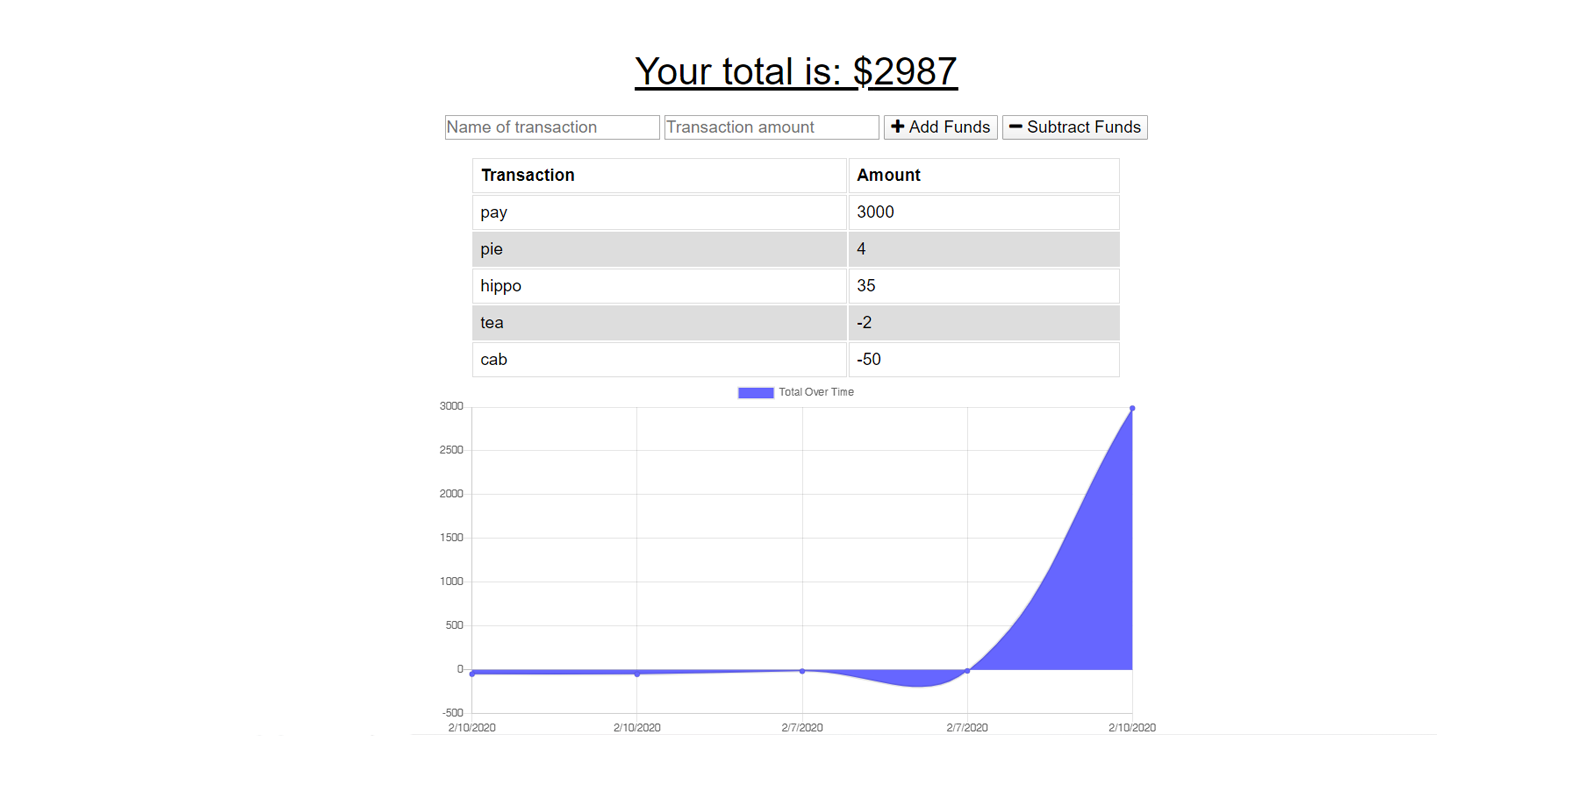 Your total is: $2987
Name of transaction Transaction amount Add Funds Subtract Funds
Transaction Amount
pay 3000
pie 4
hippo 35
tea -2
cab -50
Total Over Time
3000
2500
2000
1500
1000
500
0
-500
2/10/2020 2/10/2020 2/7/2020 2/7/2020 2/10/2020